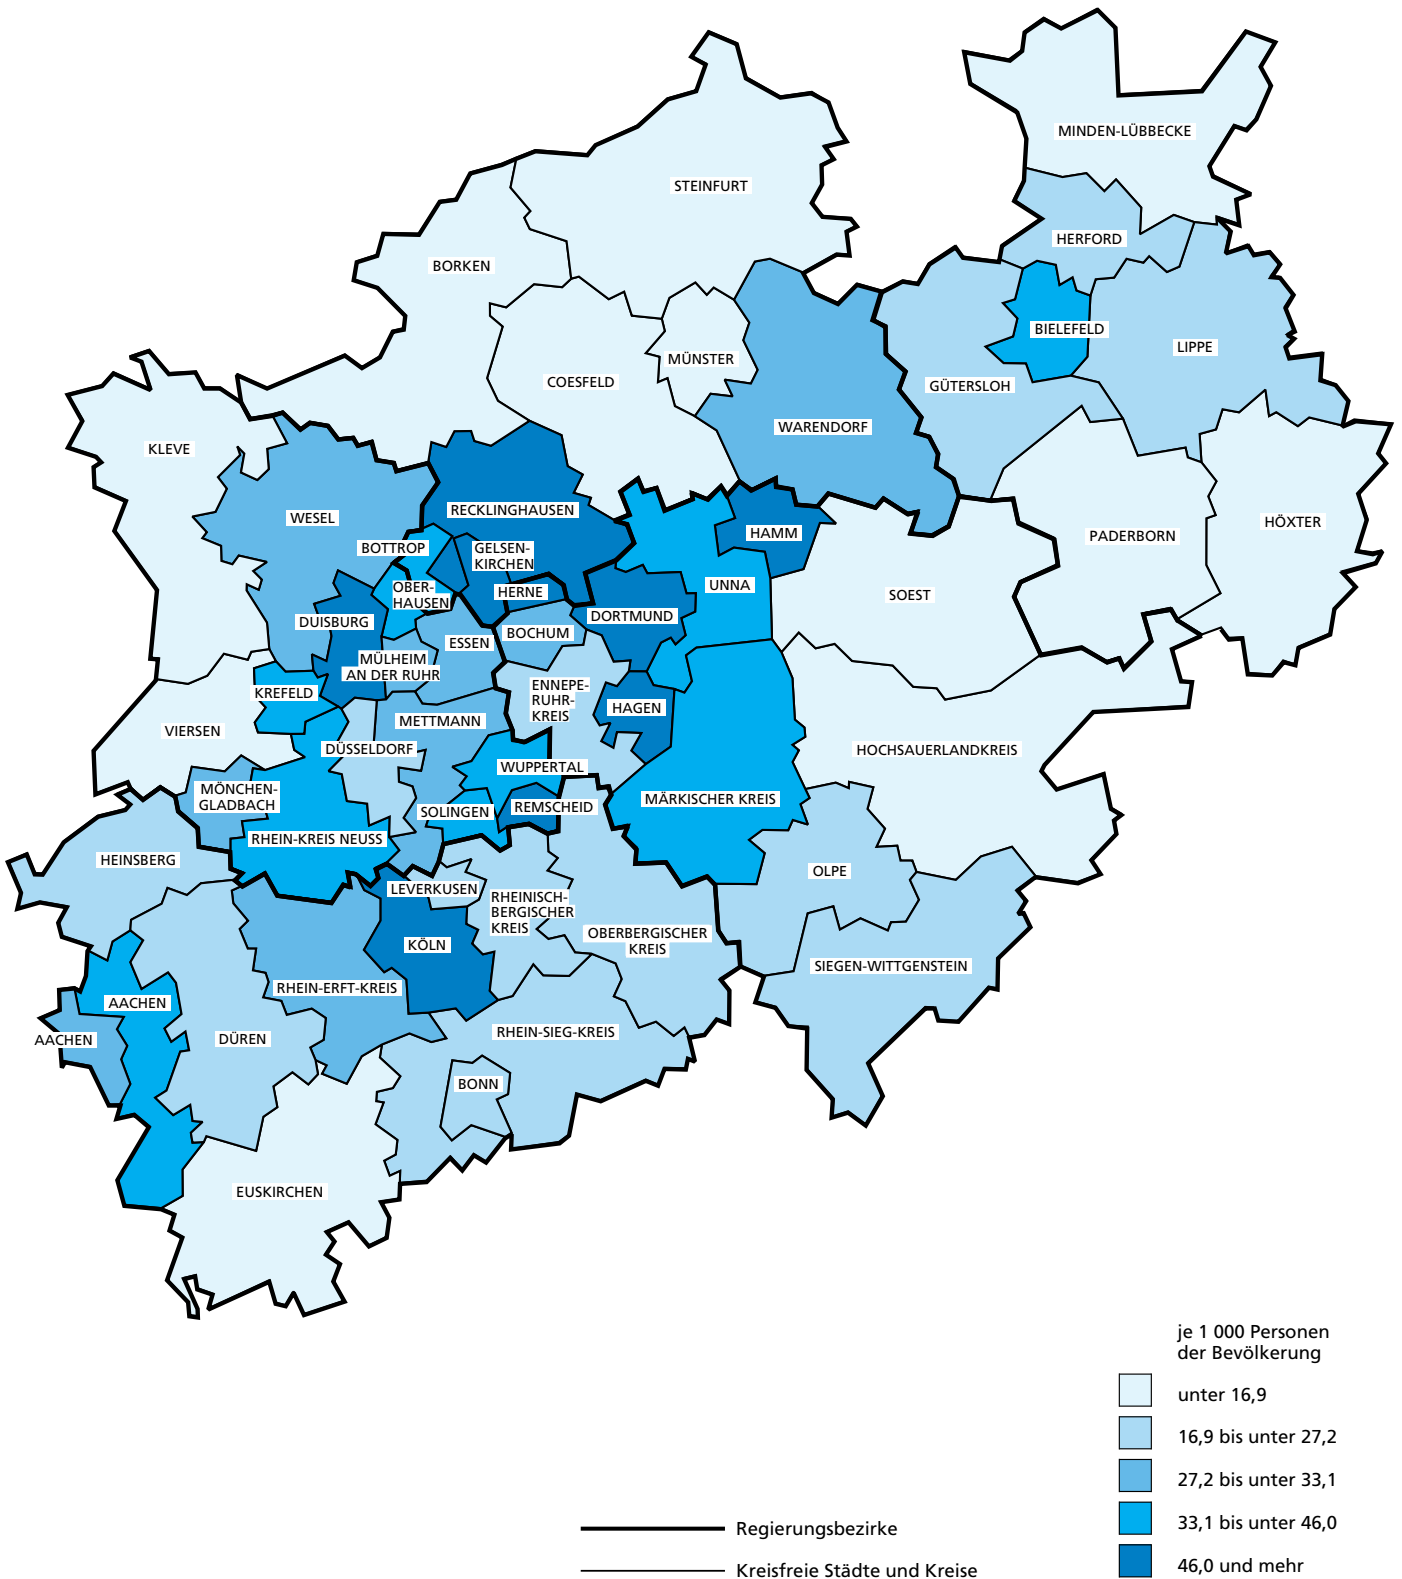 MINDEN-LÜBBECKE
STEINFURT
HERFORD
BORKEN
BIELEFELD
LIPPE
MÜNSTER
COESFELD
GÜTERSLOH
WARENDORF
KLEVE
RECKLINGHAUSEN
WESEL
HÖXTER
HAMM
PADERBORN
BOTTROP
GELSEN-
KIRCHEN
UNNA
OBER-
HAUSEN
HERNE
SOEST
DORTMUND
DUISBURG
BOCHUM
ESSEN
MÜLHEIM
AN DER RUHR
KREFELD
ENNEPE-
RUHR-
KREIS
HAGEN
METTMANN
VIERSEN
DÜSSELDORF
HOCHSAUERLANDKREIS
WUPPERTAL
MÖNCHEN-
GLADBACH
MÄRKISCHER KREIS
REMSCHEID
SOLINGEN
RHEIN-KREIS NEUSS
HEINSBERG
OLPE
LEVERKUSEN
RHEINISCH-
BERGISCHER
KREIS
OBERBERGISCHER
KREIS
KÖLN
SIEGEN-WITTGENSTEIN
RHEIN-ERFT-KREIS
AACHEN
RHEIN-SIEG-KREIS
AACHEN
DÜREN
BONN
EUSKIRCHEN
je 1 000 Personen
der Bevölkerung
unter 16,9
16,9 bis unter 27,2
27,2 bis unter 33,1
33,1 bis unter 46,0
46,0 und mehr
Regierungsbezirke
Kreisfreie Städte und Kreise